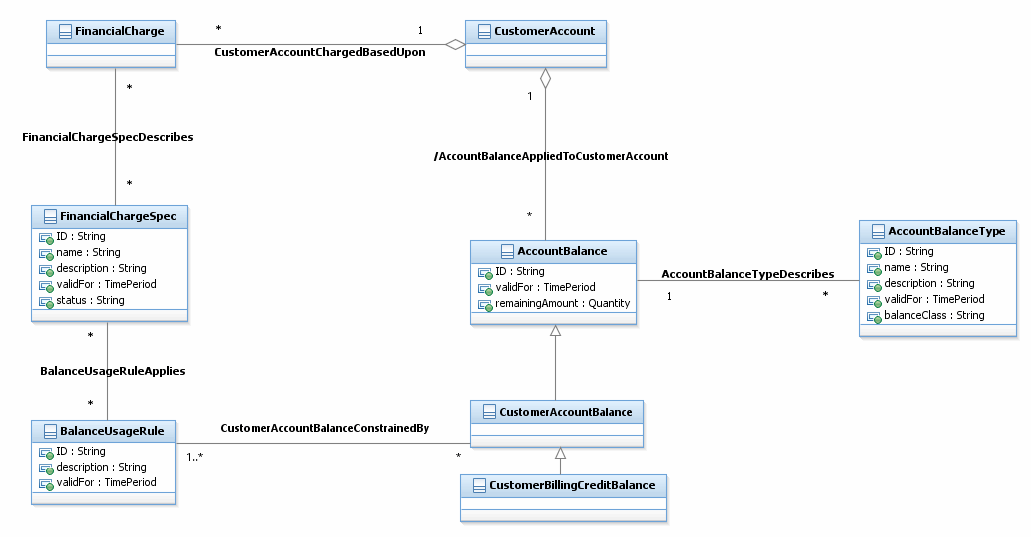 FinancialCharge
* 1
CustomerAccount
CustomerAccountChargedBasedUpon
*
1
FinancialChargeSpecDescribes
/AccountBalanceAppliedToCustomerAccount
*
*
FinancialChargeSpec
ID : String
name : String
description : String
validFor : TimePeriod
status : String
AccountBalance
ID : String
validFor : TimePeriod
remainingAmount : Quantity
AccountBalanceTypeDescribes
1 *
AccountBalanceType
ID : String
name : String
description : String
validFor : TimePeriod
balanceClass : String
*
BalanceUsageRuleApplies
*
BalanceUsageRule
ID : String
description : String
validFor : TimePeriod
CustomerAccountBalanceConstrainedBy
1..* *
CustomerAccountBalance
CustomerBillingCreditBalance